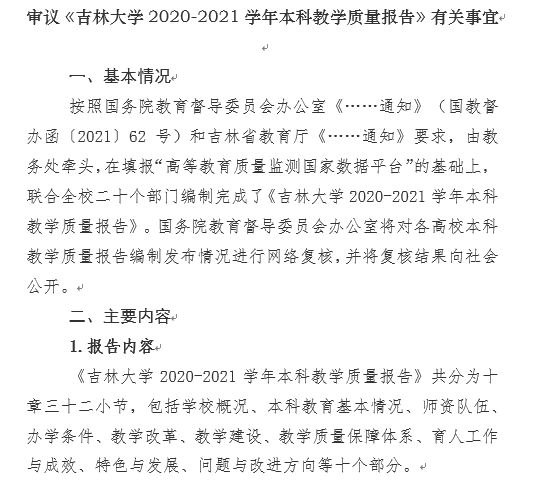 审议《吉林大学 2020-2021 学年本科教学质量报告》有关事宜
一、基本情况
按照国务院教育督导委员会办公室《……通知》（国教督
办函〔2021〕62 号）和吉林省教育厅《……通知》要求，由教
务处牵头,在填报“高等教育质量监测国家数据平台”的基础上，
联合全校二十个部门编制完成了《吉林大学 2020-2021 学年本科
教学质量报告》。国务院教育督导委员会办公室将对各高校本科
教学质量报告编制发布情况进行网络复核,并将复核结果向社会
公开。
二、主要内容
1.报告内容
《吉林大学 2020-2021 学年本科教学质量报告》共分为十
章三十二小节，包括学校概况、本科教育基本情况、师资队伍、
办学条件、教学改革、教学建设、教学质量保障体系、育人工作
与成效、特色与发展、问题与改进方向等十个部分。